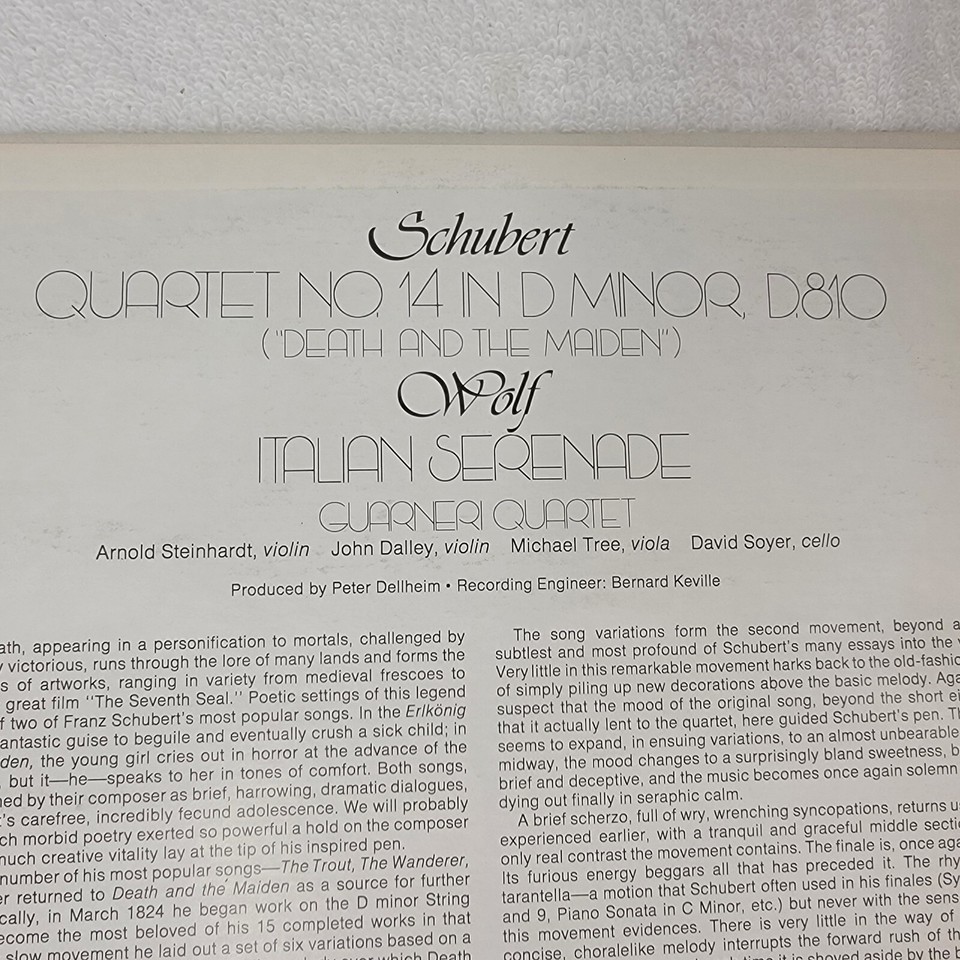 Schubert
QUARTET NO. 14 IN D MINOR, D.810
("DEATH AND THE MAIDEN")
Wolf
ITALIAN SERENADE
GUARNERI QUARTET
Arnold Steinhardt, violin John Dalley, violin Michael Tree, viola David Soyer, cello
Produced by Peter Dellheim • Recording Engineer: Bernard Keville
ath, appearing in a personification to mortals, challenged by
victorious, runs through the lore of many lands and forms the
s of artworks, ranging in variety from medieval frescoes to
great film "The Seventh Seal." Poetic settings of this legend
f two of Franz Schubert's most popular songs. In the Erlkönig
antastic guise to beguile and eventually crush a sick child; in
den, the young girl cries out in horror at the advance of the
, but it—he—speaks to her in tones of comfort. Both songs,
ned by their composer as brief, harrowing, dramatic dialogues,
t's carefree, incredibly fecund adolescence. We will probably
ch morbid poetry exerted so powerful a hold on the composer
much creative vitality lay at the tip of his inspired pen.
number of his most popular songs—The Trout, The Wanderer,
er returned to Death and the Maiden as a source for further
cally, in March 1824 he began work on the D minor String
ecome the most beloved of his 15 completed works in that
slow movement he laid out a set of six variations based on a
over which Death
The song variations form the second movement, beyond a
subtlest and most profound of Schubert's many essays into the
Very little in this remarkable movement harks back to the old-fashio
of simply piling up new decorations above the basic melody. Aga
suspect that the mood of the original song, beyond the short ei
that it actually lent to the quartet, here guided Schubert's pen. Th
seems to expand, in ensuing variations, to an almost unbearable
midway, the mood changes to a surprisingly bland sweetness, b
brief and deceptive, and the music becomes once again solemn
dying out finally in seraphic calm.
A brief scherzo, full of wry, wrenching syncopations, returns us
experienced earlier, with a tranquil and graceful middle secti
only real contrast the movement contains. The finale is, once aga
Its furious energy beggars all that has preceded it. The rhy
tarantella—a motion that Schubert often used in his finales (Sy
and 9, Piano Sonata in C Minor, etc.) but never with the sens
this movement evidences. There is very little in the way of
concise, choralelike melody interrupts the forward rush of th
time it is shoved aside by the b